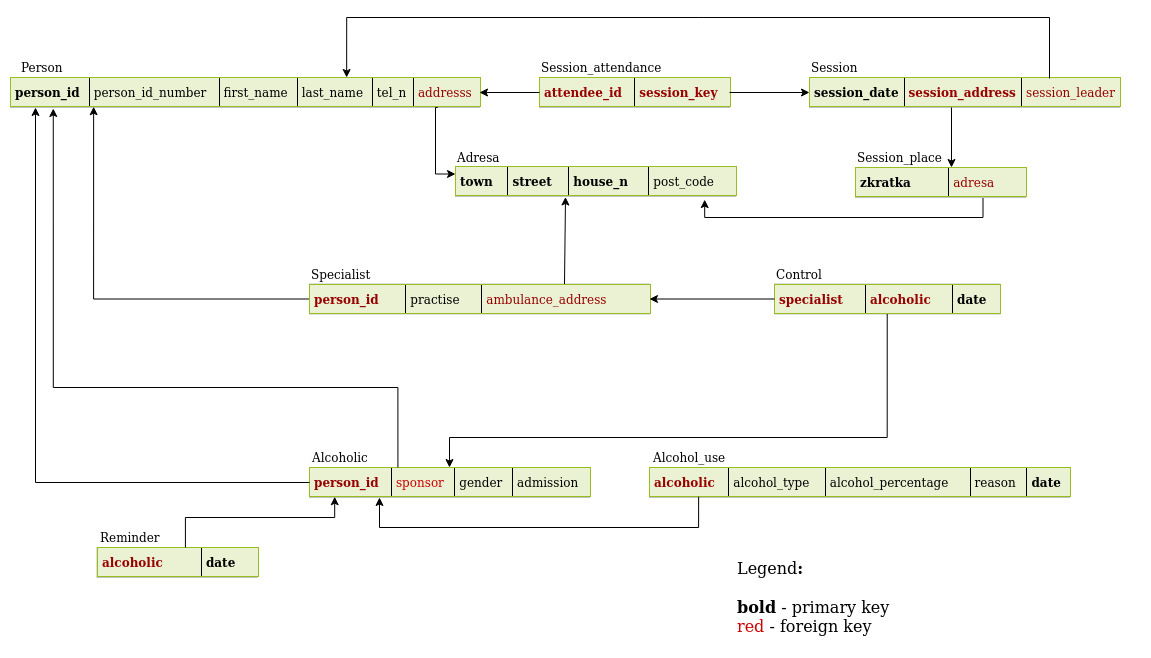 Person
person_id person_id_number first_name last_name tel_n addresss
Session_attendance
attendee_id session_key
Session
session_date session_address session_leader
Adresa
town street house_n post_code
Session_place
zkratka adresa
Specialist
person_id practise ambulance_address
Control
specialist alcoholic date
Alcoholic
person_id sponsor gender admission
Alcohol_use
alcoholic alcohol_type alcohol_percentage reason date
Reminder
alcoholic date
Legend:
bold - primary key
red - foreign key